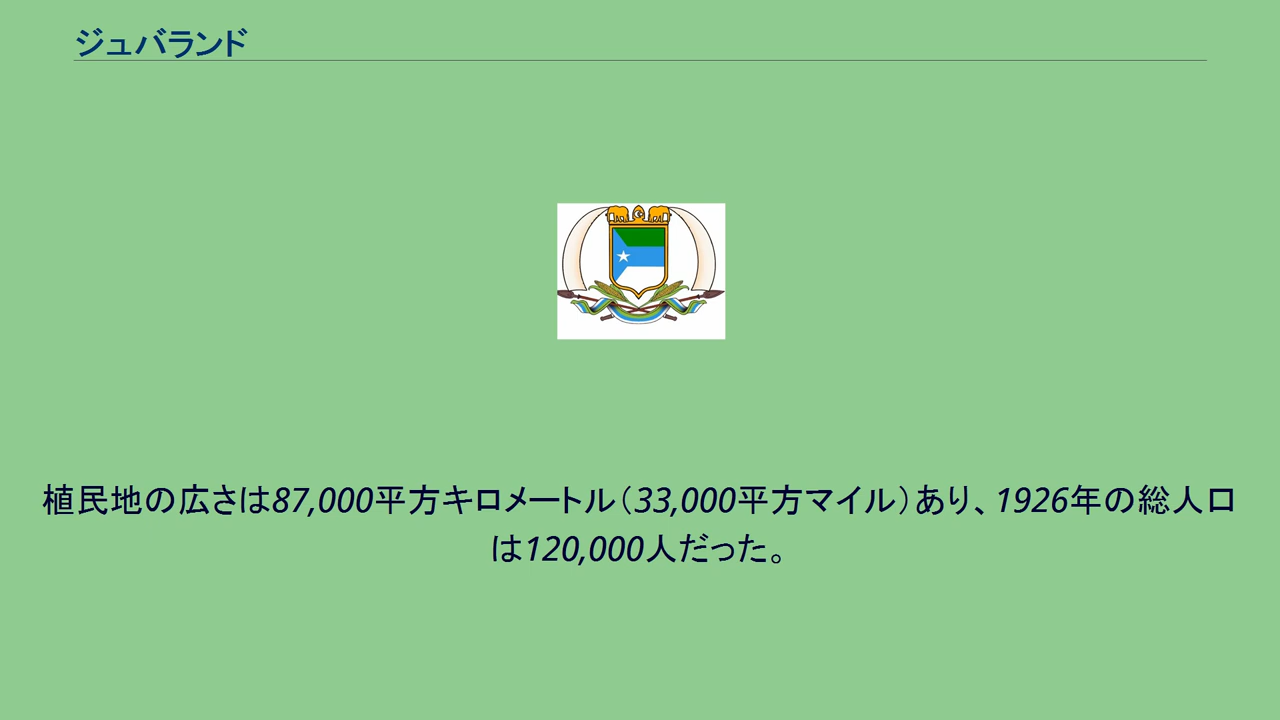 ジュバランド
植民地の広さは87,000平方キロメートル（33,000平方マイル）あり、1926年の総人口
は120,000人だった。